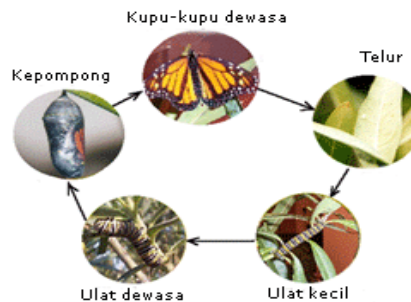 Kupu-kupu dewasa
Telur
Kepompong
Ulat dewasa
Ulat kecil